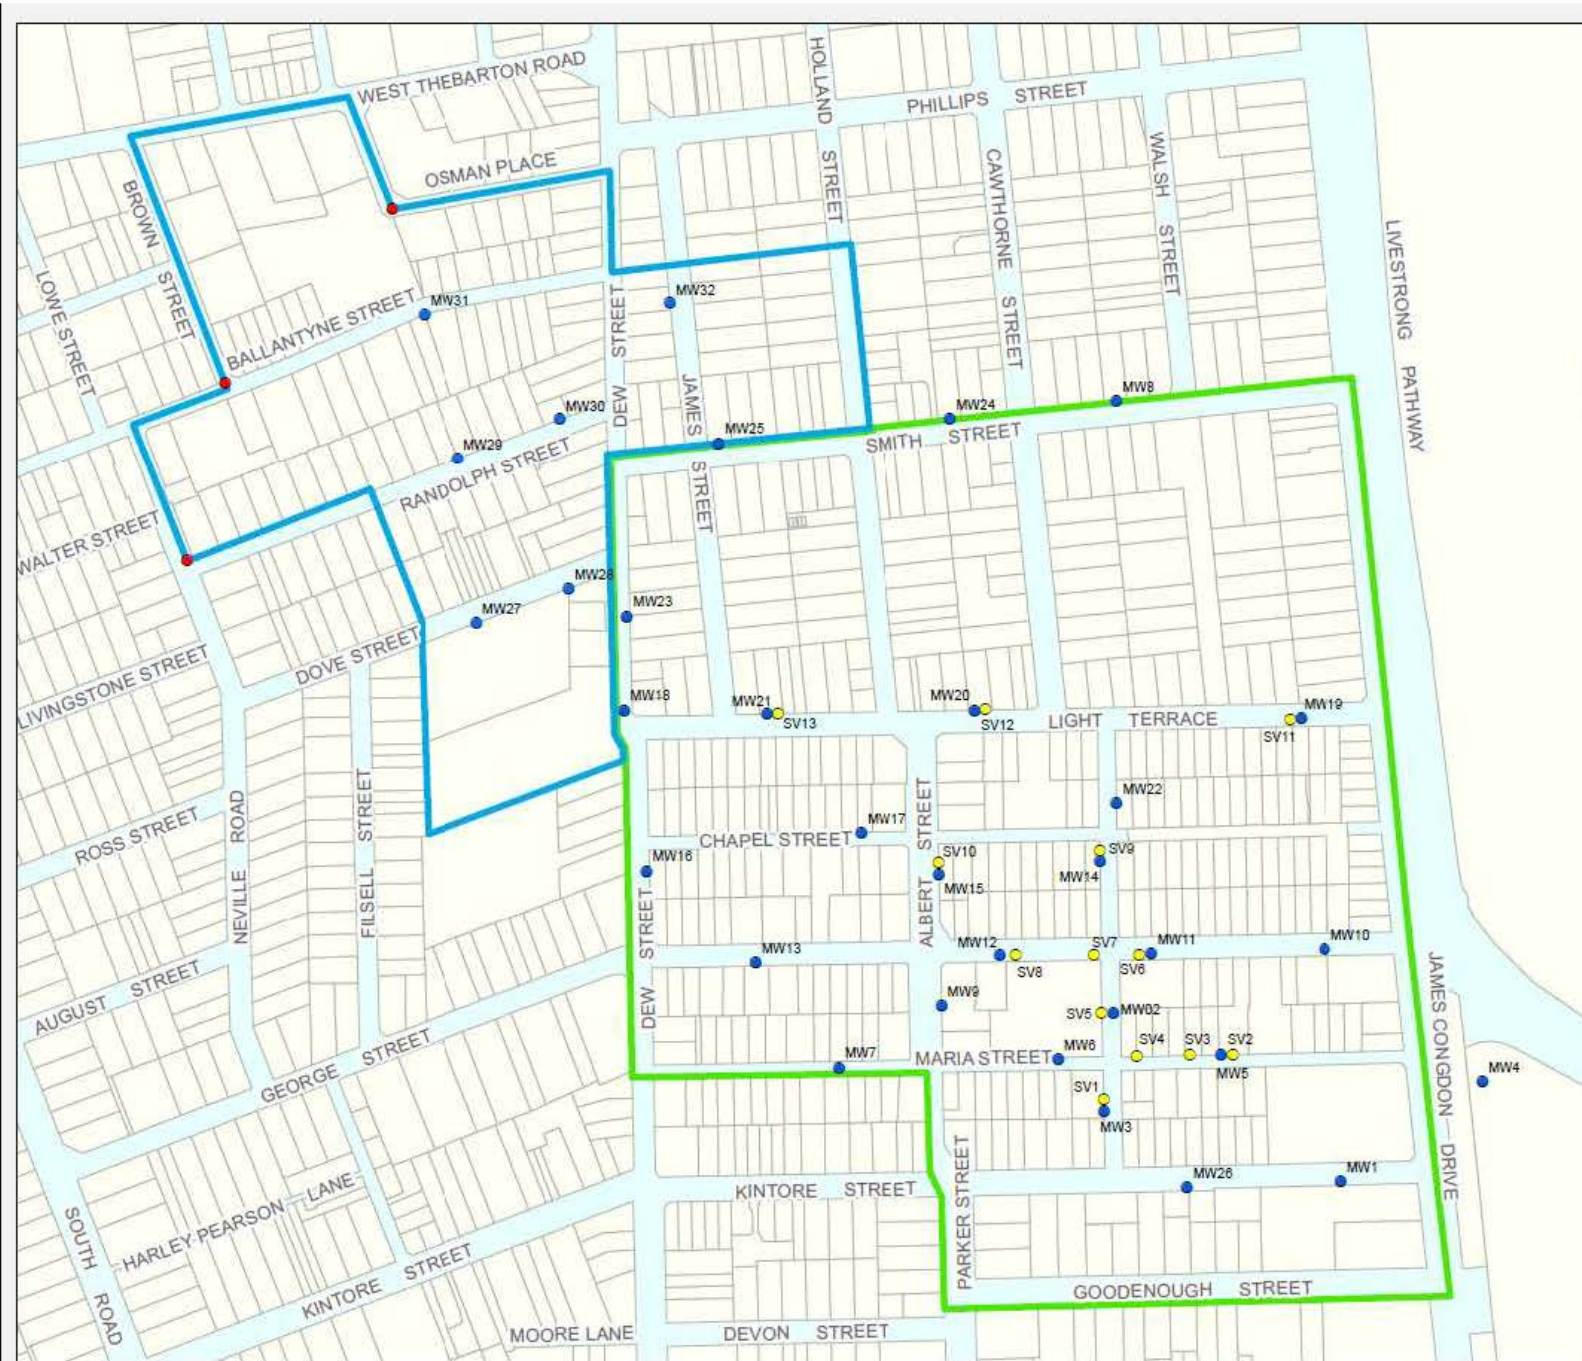 WEST THEBARTON ROAD
HOLLAND STREET
PHILLIPS STREET
OSMAN PLACE
BROWN STREET
CAWTHORNE STREET
WALSH STREET
LIVESTRONG PATHWAY
LOWE STREET
BALLANTYNE STREET
MW31
MW32
DEW STREET
JAMES STREET
MW8
MW24
MW30
MW25
SMITH STREET
MW29
RANDOLPH STREET
WALTER STREET
MW28
MW27
MW23
DOVE STREET
LIVINGSTONE STREET
MW18
MW21
SV13
MW20
SV12
LIGHT TERRACE
MW19
SV11
MW22
ROSS STREET
NEVILLE ROAD
FILSELL STREET
CHAPEL STREET
MW17
ALBERT STREET
MW16
SV10
MW15
SV9
MW14
MW13
MW12
SV8
SV7
SV6
MW11
MW10
AUGUST STREET
DEW STREET
MW9
SV5
MW02
JAMES CONGDON DRIVE
GEORGE STREET
MW7
MARIA STREET
MW6
SV4
SV3
SV2
MW5
MW4
SV1
MW3
HARLEY PEARSON LANE
KINTORE STREET
PARKER STREET
MW26
MW1
SOUTH ROAD
KINTORE STREET
GOODENOUGH STREET
MOORE LANE
DEVON STREET